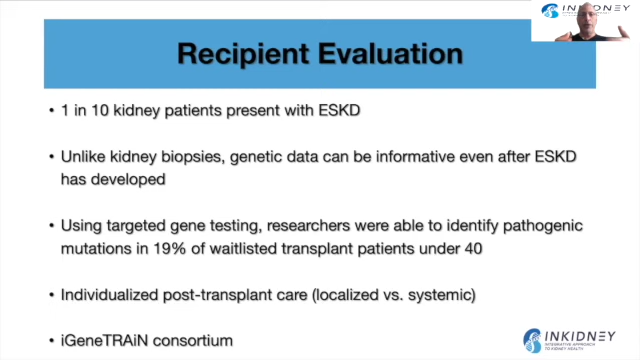 INKIDNEY
Recipient Evaluation
• 1 in 10 kidney patients present with ESKD
• Unlike kidney biopsies, genetic data can be informative even after ESKD
has developed
• Using targeted gene testing, researchers were able to identify pathogenic
mutations in 19% of waitlisted transplant patients under 40
• Individualized post-transplant care (localized vs. systemic)
• iGeneTRAiN consortium
INKIDNEY
INTEGRATIVE APPROACH
TO KIDNEY HEALTH